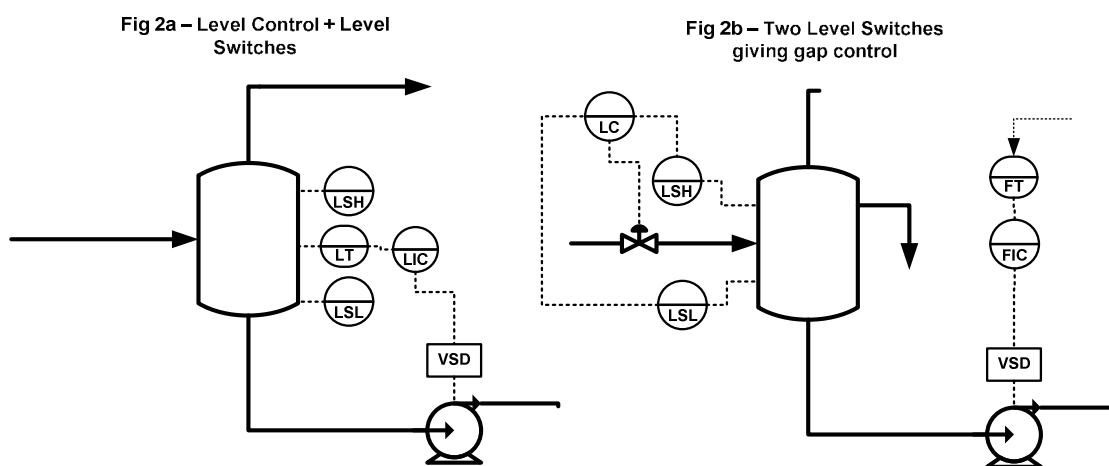 Fig 2a – Level Control + Level
Switches
LSH
LT
LIC
LSL
VSD
Fig 2b – Two Level Switches
giving gap control
LC
LSH
FT
FIC
LSL
VSD